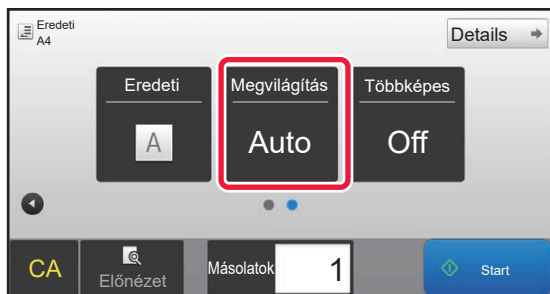 Eredeti
A4
Details
Eredeti
Megvilágítás
Többképes
A
Auto
Off
CA
Előnézet
Másolatok
1
Start